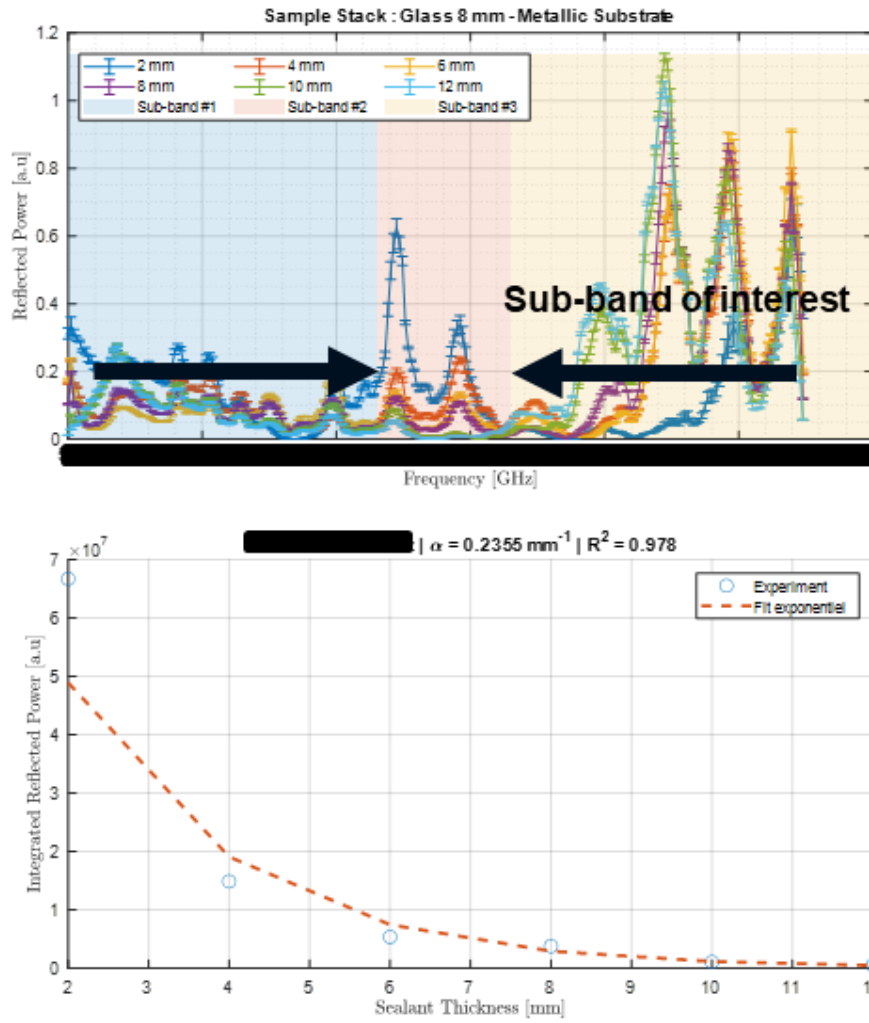 Sample Stack : Glass 8 mm - Metallic Substrate
1.2
1
0.8
0.6
0.4
0.2
0
Reflected Power [a.u]
2 mm
4 mm
6 mm
8 mm
10 mm
12 mm
Sub-band #1
Sub-band #2
Sub-band #3
Sub-band of interest
Frequency [GHz]
| α = 0.2355 mm⁻¹ | R² = 0.978
×10⁷
7
6
5
4
3
2
1
0
Integrated Reflected Power [a.u]
Experiment
Fit exponentiel
2 3 4 5 6 7 8 9 10 11
Sealant Thickness [mm]